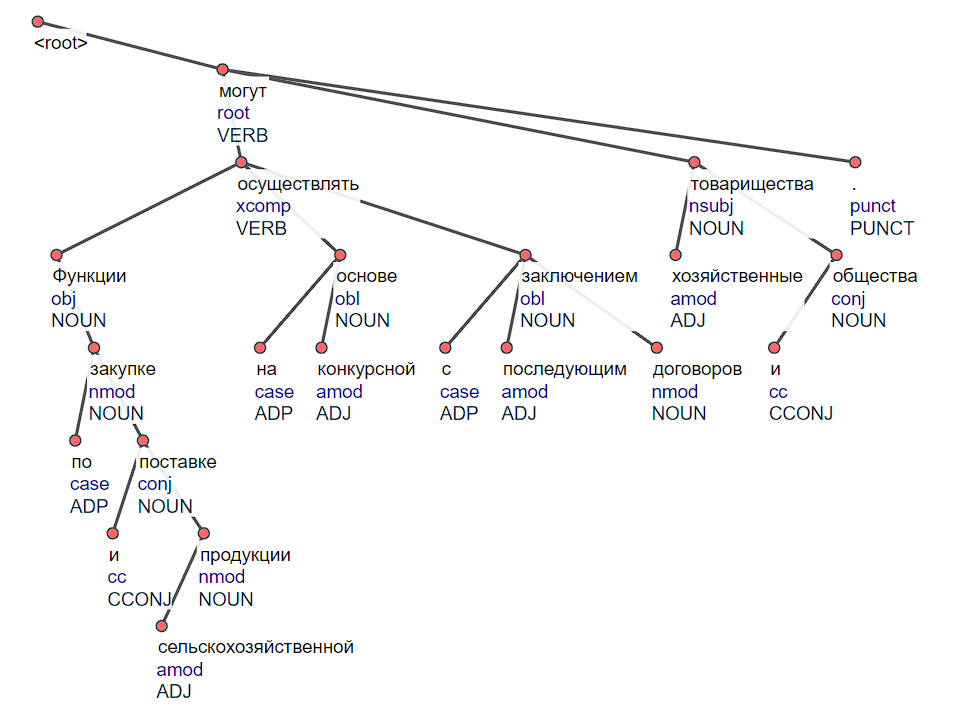 <root>
могут
root
VERB
осуществлять
xcomp
VERB
товарищества
nsubj
NOUN
.
punct
PUNCT
Функции
obj
NOUN
основе
obl
NOUN
заключением
obl
NOUN
хозяйственные
amod
ADJ
общества
conj
NOUN
закупке
nmod
NOUN
на
case
ADP
конкурсной
amod
ADJ
с
case
ADP
последующим
amod
ADJ
договоров
nmod
NOUN
и
cc
CCONJ
по
case
ADP
поставке
conj
NOUN
и
cc
CCONJ
продукции
nmod
NOUN
сельскохозяйственной
amod
ADJ